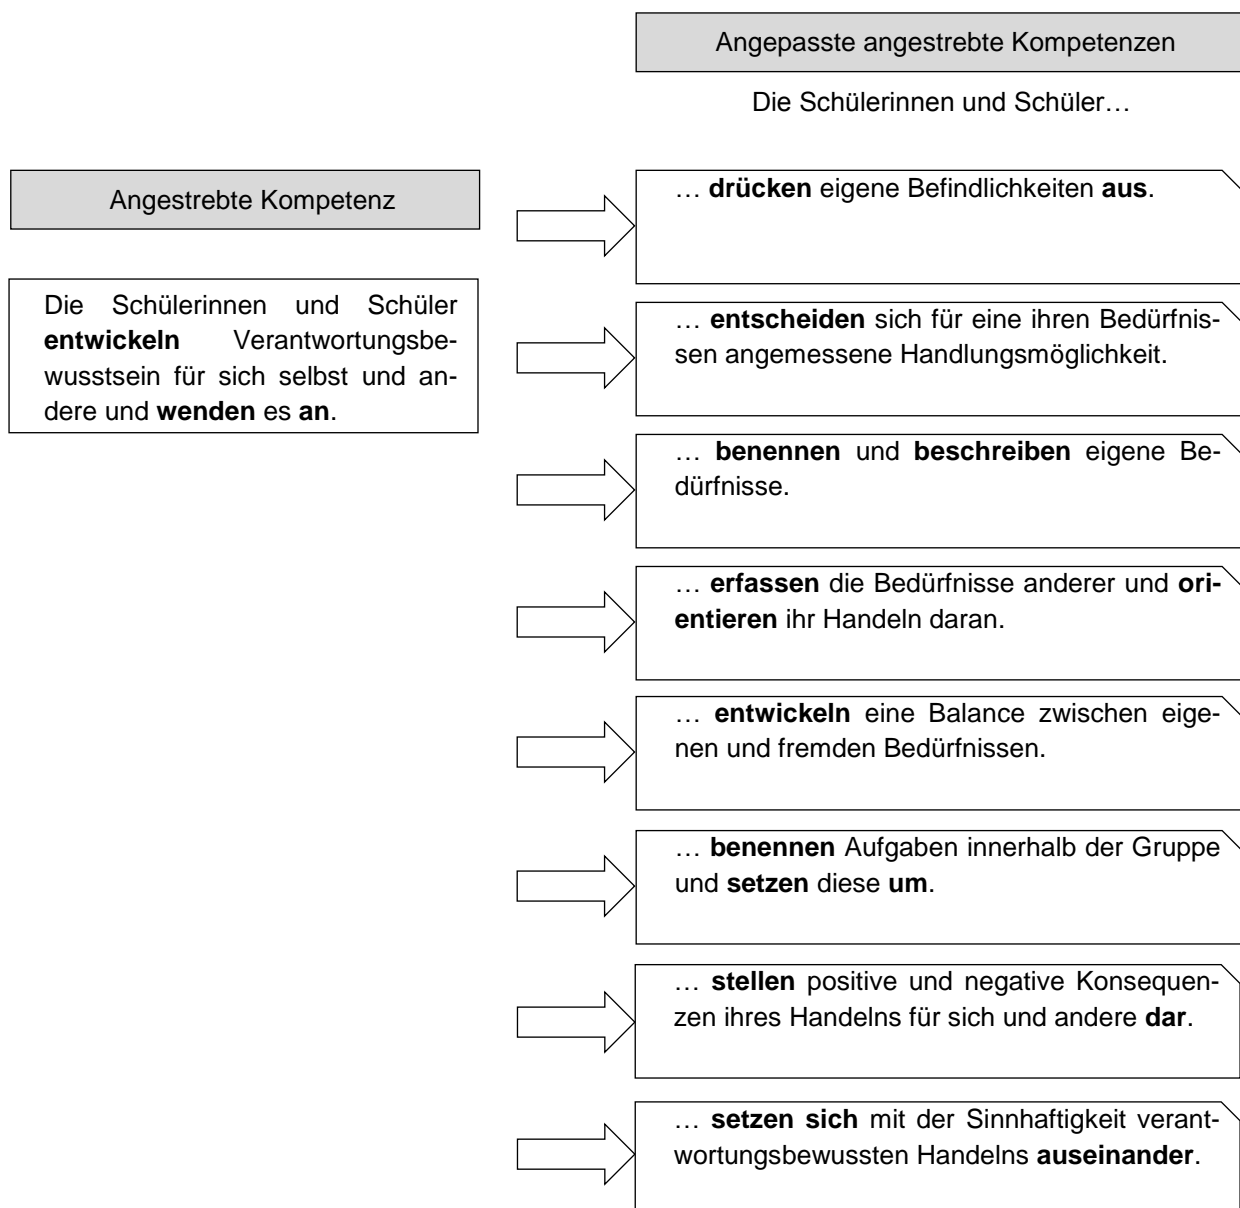 Angepasste angestrebte Kompetenzen
Die Schülerinnen und Schüler…
Angestrebte Kompetenz
Die Schülerinnen und Schüler
entwickeln Verantwortungsbe-
wusstsein für sich selbst und an-
dere und wenden es an.
… drücken eigene Befindlichkeiten aus.
… entscheiden sich für eine ihren Bedürfnis-
sen angemessene Handlungsmöglichkeit.
… benennen und beschreiben eigene Be-
dürfnisse.
… erfassen die Bedürfnisse anderer und ori-
entieren ihr Handeln daran.
… entwickeln eine Balance zwischen eige-
nen und fremden Bedürfnissen.
… benennen Aufgaben innerhalb der Gruppe
und setzen diese um.
… stellen positive und negative Konsequen-
zen ihres Handelns für sich und andere dar.
… setzen sich mit der Sinnhaftigkeit verant-
wortungsbewussten Handelns auseinander.